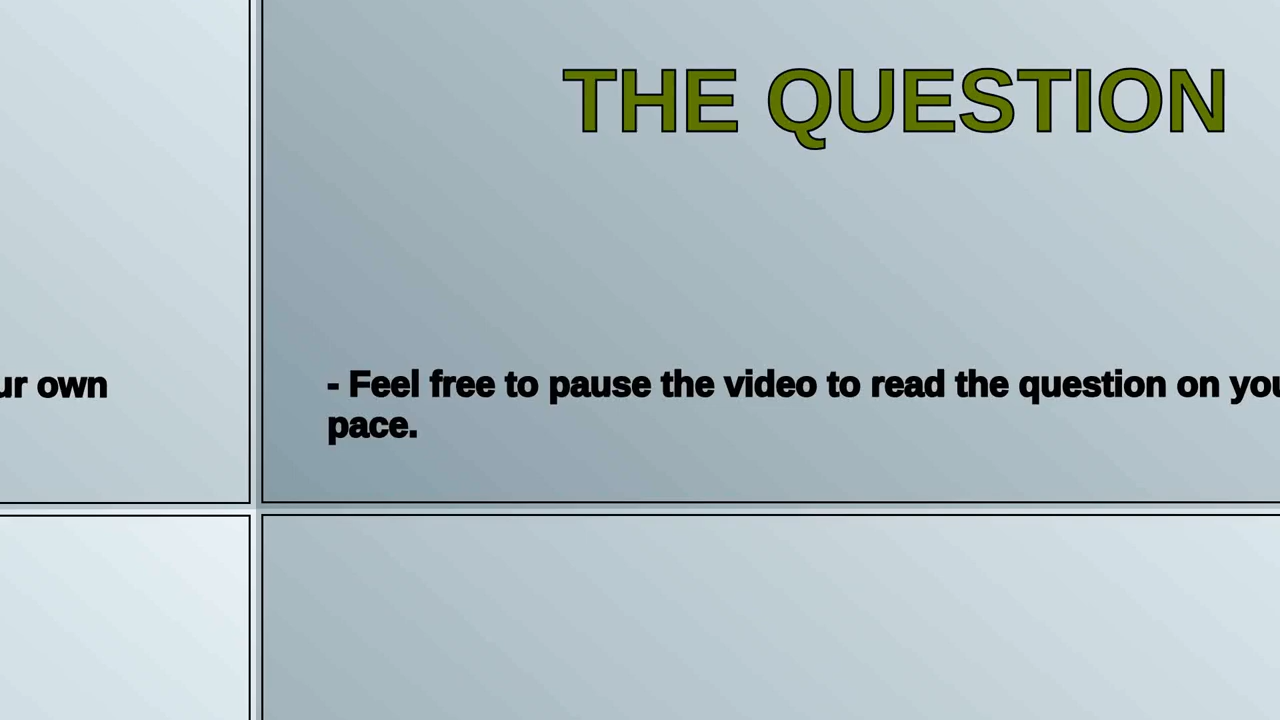 THE QUESTION
ur own
- Feel free to pause the video to read the question on you
pace.